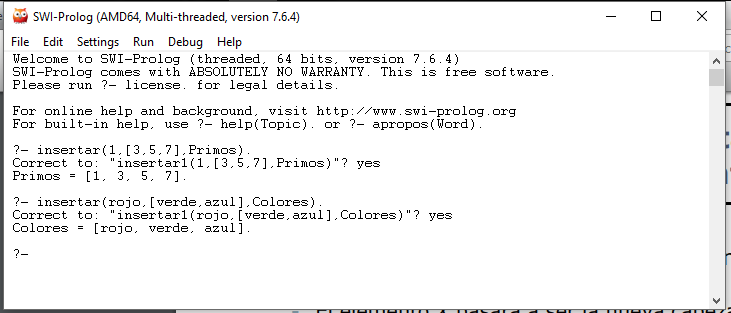 SWI-Prolog (AMD64, Multi-threaded, version 7.6.4)
File Edit Settings Run Debug Help
Welcome to SWI-Prolog (threaded, 64 bits, version 7.6.4)
SWI-Prolog comes with ABSOLUTELY NO WARRANTY. This is free software.
Please run ?- license. for legal details.
For online help and background, visit http://www.swi-prolog.org
For built-in help, use ?- help(Topic). or ?- apropos(Word).
?- insertar(1,[3,5,7],Primos).
Correct to: "insertar1(1,[3,5,7],Primos)"? yes
Primos = [1, 3, 5, 7].
?- insertar(rojo,[verde,azul],Colores).
Correct to: "insertar1(rojo,[verde,azul],Colores)"? yes
Colores = [rojo, verde, azul].
?-